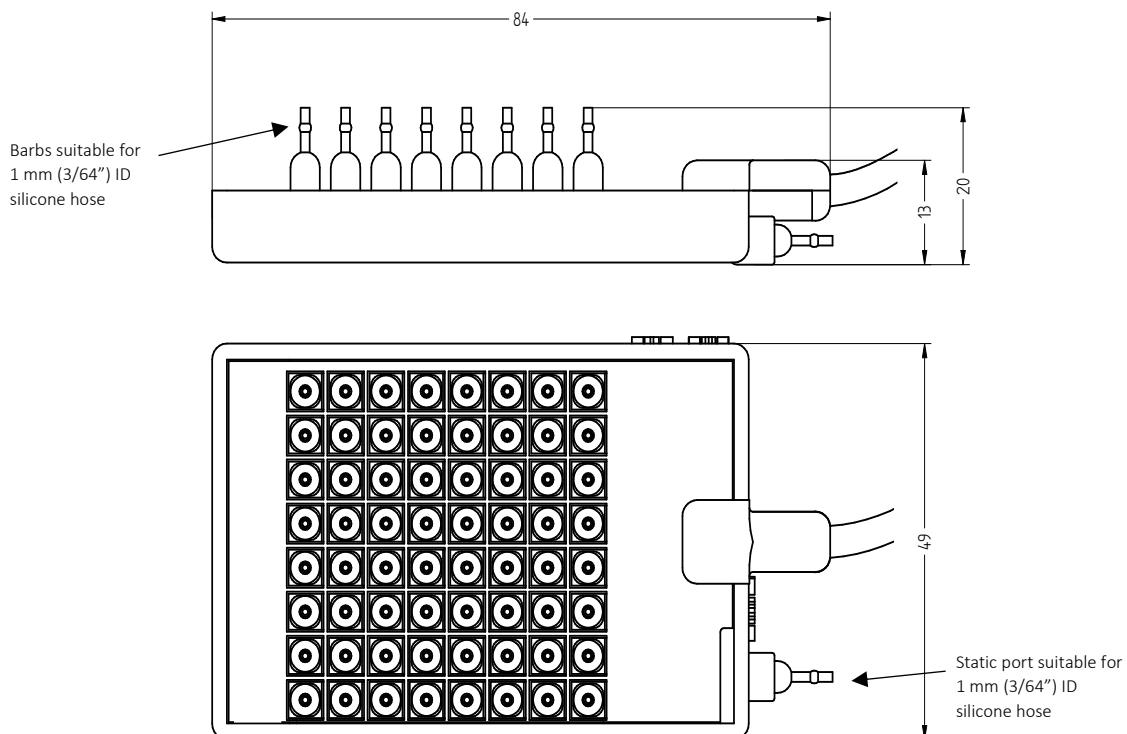 84
Barbs suitable for
1 mm (3/64”) ID
silicone hose
13
20
49
Static port suitable for
1 mm (3/64”) ID
silicone hose